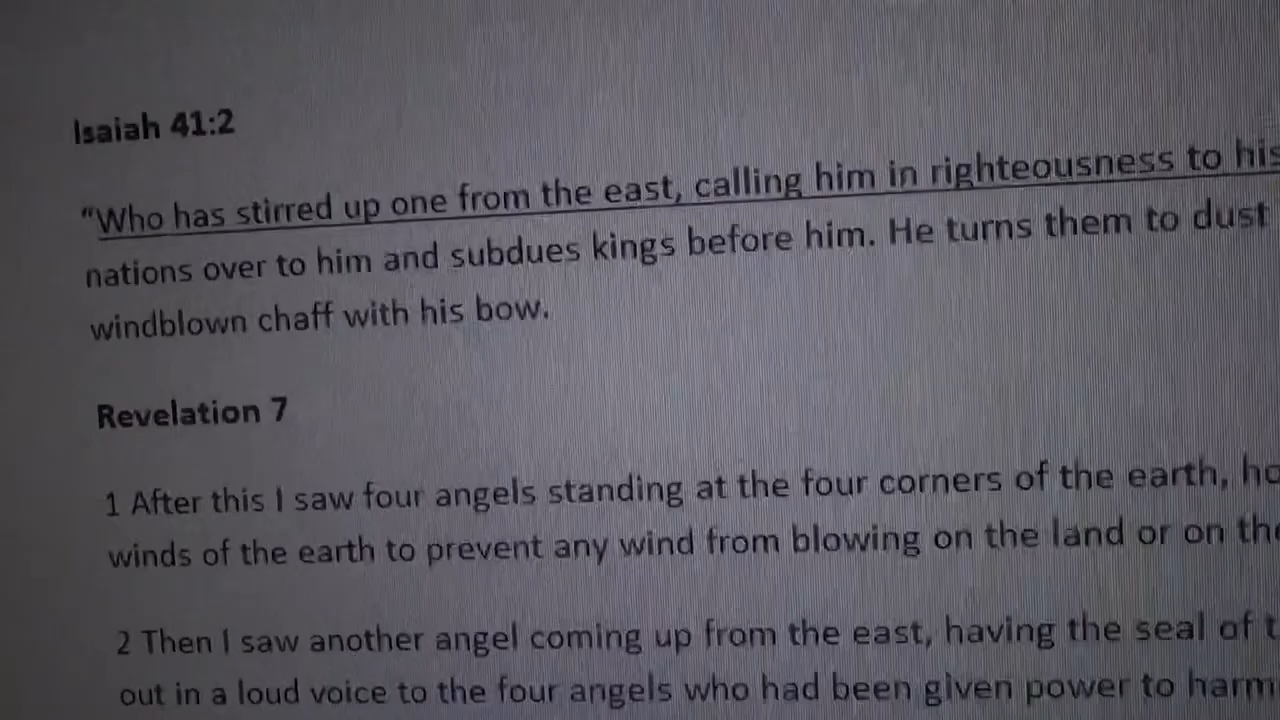 Isaiah 41:2
"Who has stirred up one from the east, calling him in righteousness to his
nations over to him and subdues kings before him. He turns them to dust
windblown chaff with his bow.
Revelation 7
1 After this I saw four angels standing at the four corners of the earth, ho
winds of the earth to prevent any wind from blowing on the land or on the
2 Then I saw another angel coming up from the east, having the seal of t
out in a loud voice to the four angels who had been given power to harm